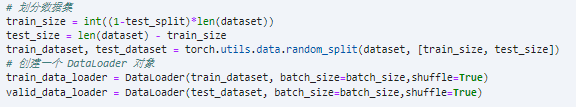 # 划分数据集
train_size = int((1-test_split)*len(dataset))
test_size = len(dataset) - train_size
train_dataset, test_dataset = torch.utils.data.random_split(dataset, [train_size, test_size])
# 创建一个 DataLoader 对象
train_data_loader = DataLoader(train_dataset, batch_size=batch_size,shuffle=True)
valid_data_loader = DataLoader(test_dataset, batch_size=batch_size,shuffle=True)